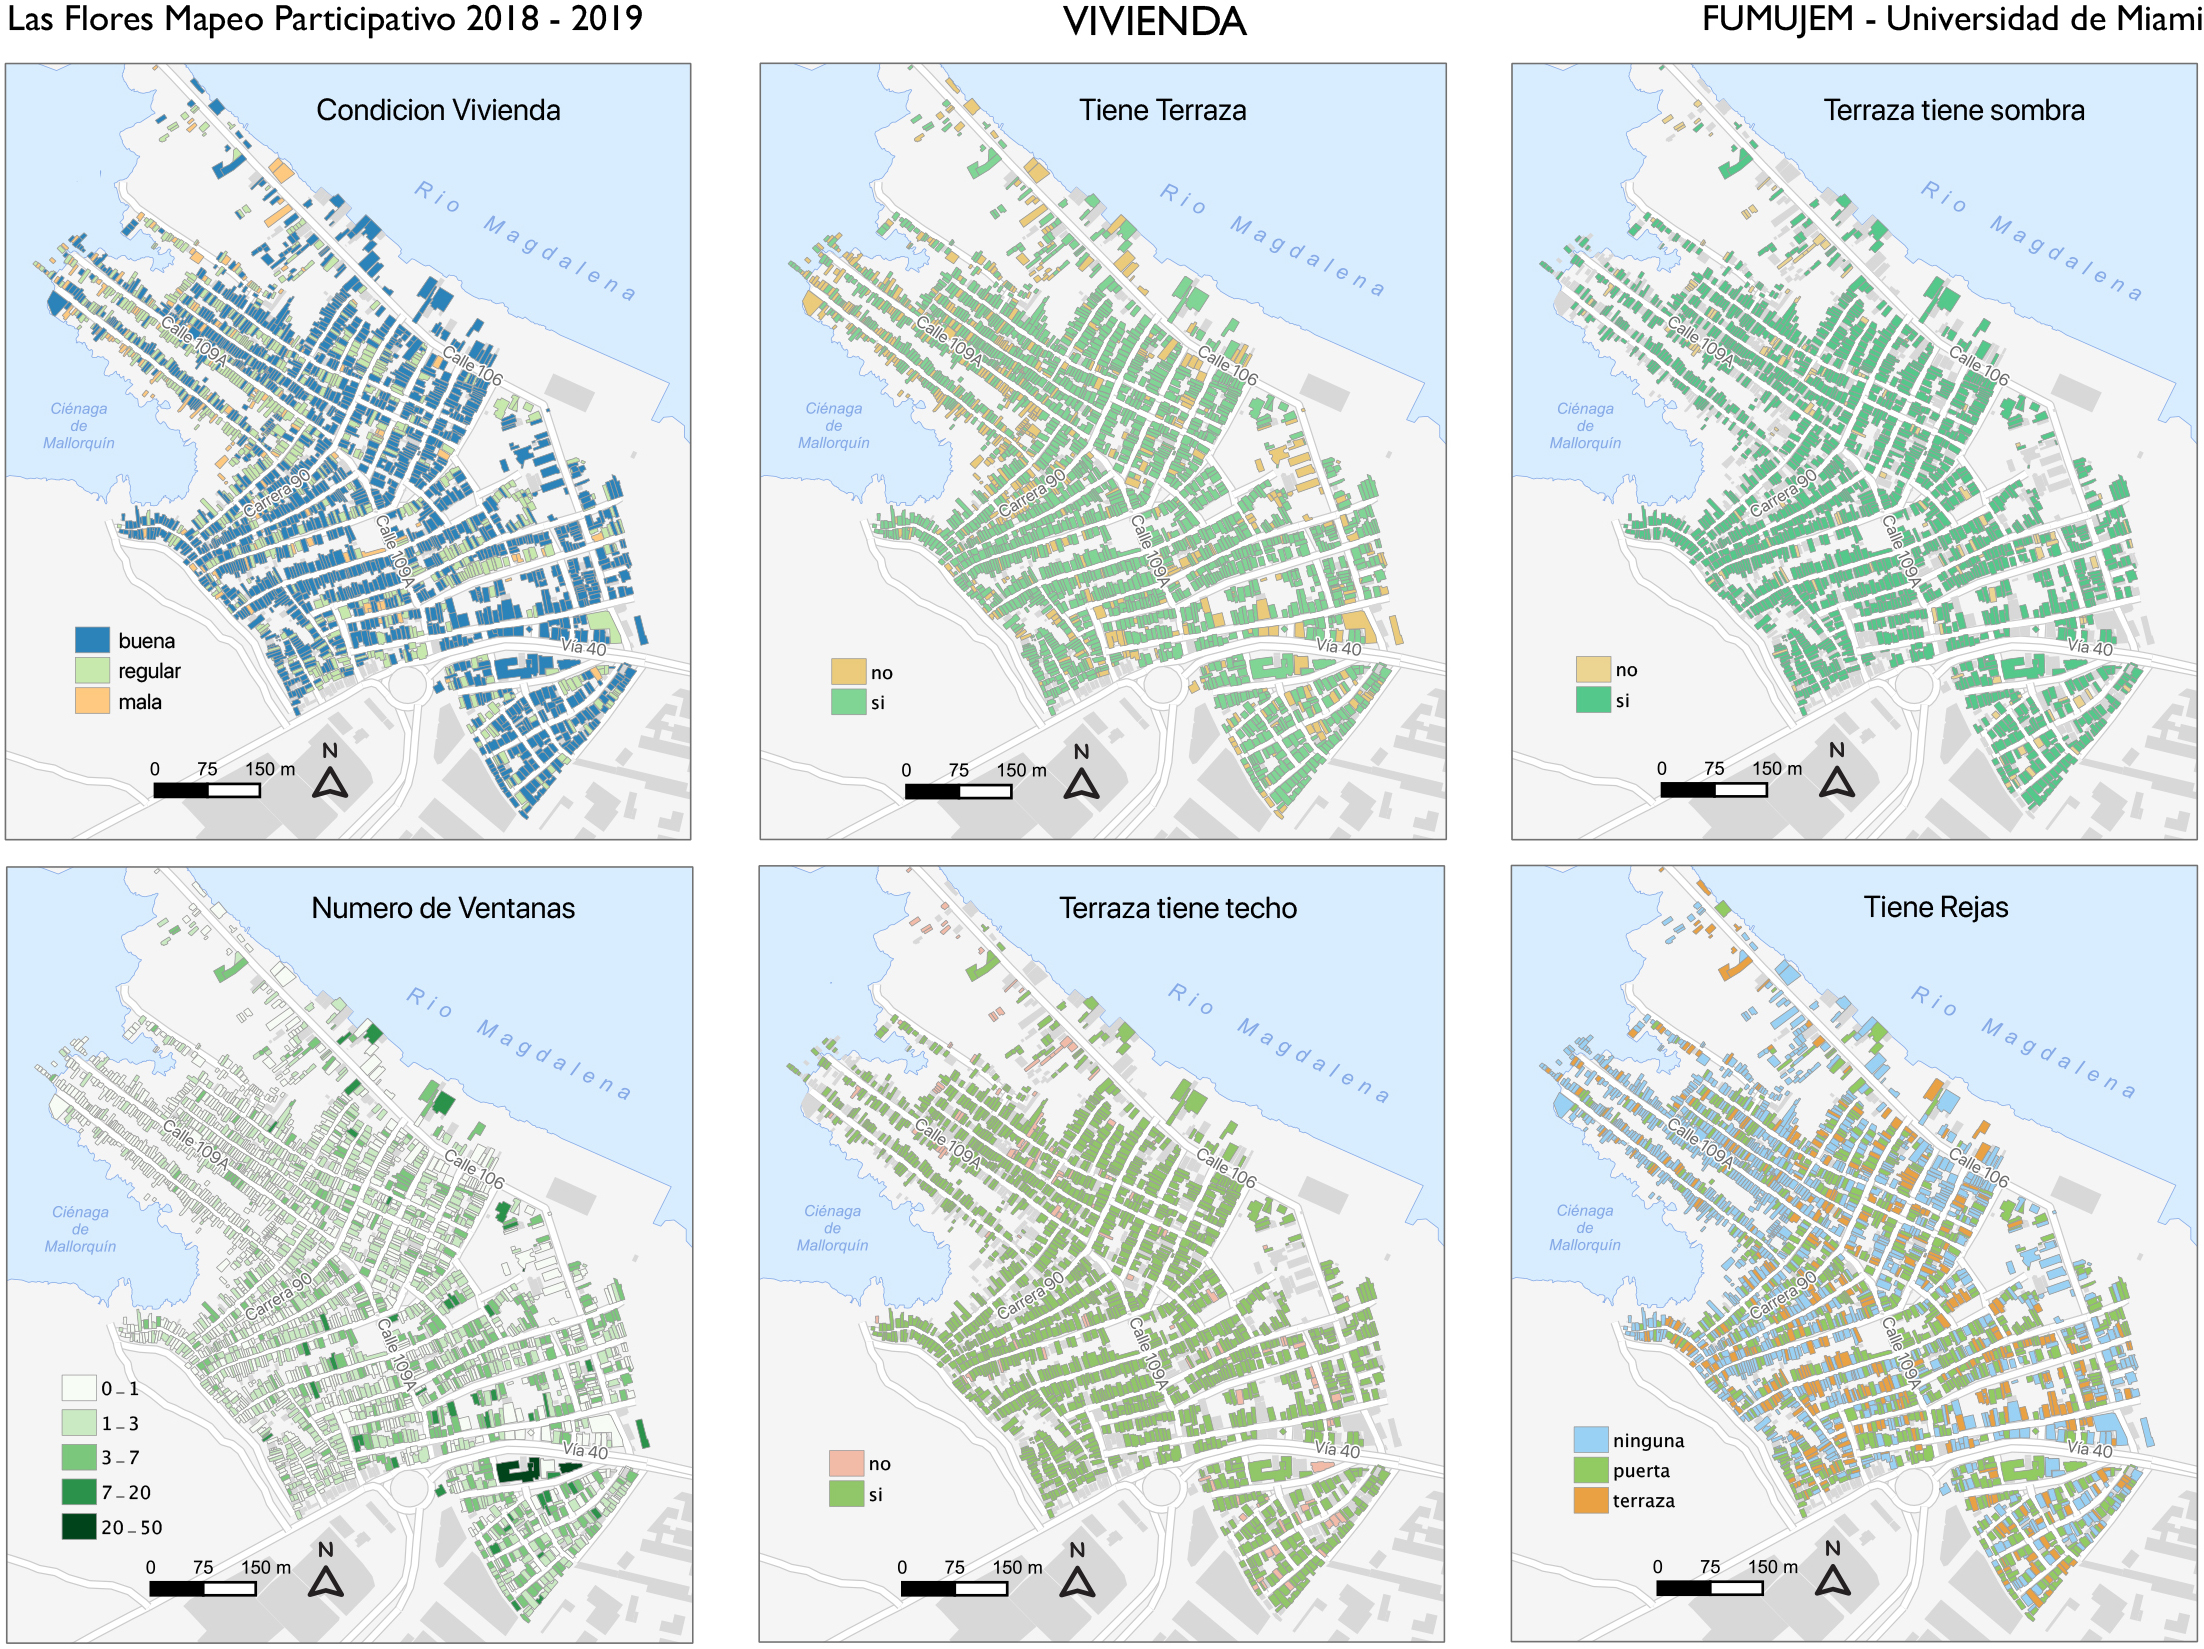 Las Flores Mapeo Participativo 2018 - 2019
VIVIENDA
FUMUJEM - Universidad de Miami
Condicion Vivienda
Rio Magdalena
Calle 109A
Calle 106
Ciénaga
de
Mallorquín
Carrera 90
Calle 109A
buena
regular
mala
Vía 40
N
0 75 150 m
Tiene Terraza
Rio Magdalena
Calle 109A
Calle 106
Ciénaga
de
Mallorquín
Carrera 90
Calle 109A
no
si
Vía 40
N
0 75 150 m
Terraza tiene sombra
Rio Magdalena
Calle 109A
Calle 106
Ciénaga
de
Mallorquín
Carrera 90
Calle 109A
no
si
Vía 40
N
0 75 150 m
Numero de Ventanas
Rio Magdalena
Calle 109A
Calle 106
Ciénaga
de
Mallorquín
Carrera 90
Calle 109A
0 – 1
1 – 3
3 – 7
7 – 20
20 – 50
Vía 40
N
0 75 150 m
Terraza tiene techo
Rio Magdalena
Calle 109A
Calle 106
Ciénaga
de
Mallorquín
Carrera 90
Calle 109A
no
si
Vía 40
N
0 75 150 m
Tiene Rejas
Rio Magdalena
Calle 109A
Calle 106
Ciénaga
de
Mallorquín
Carrera 90
Calle 109A
ninguna
puerta
terraza
Vía 40
N
0 75 150 m